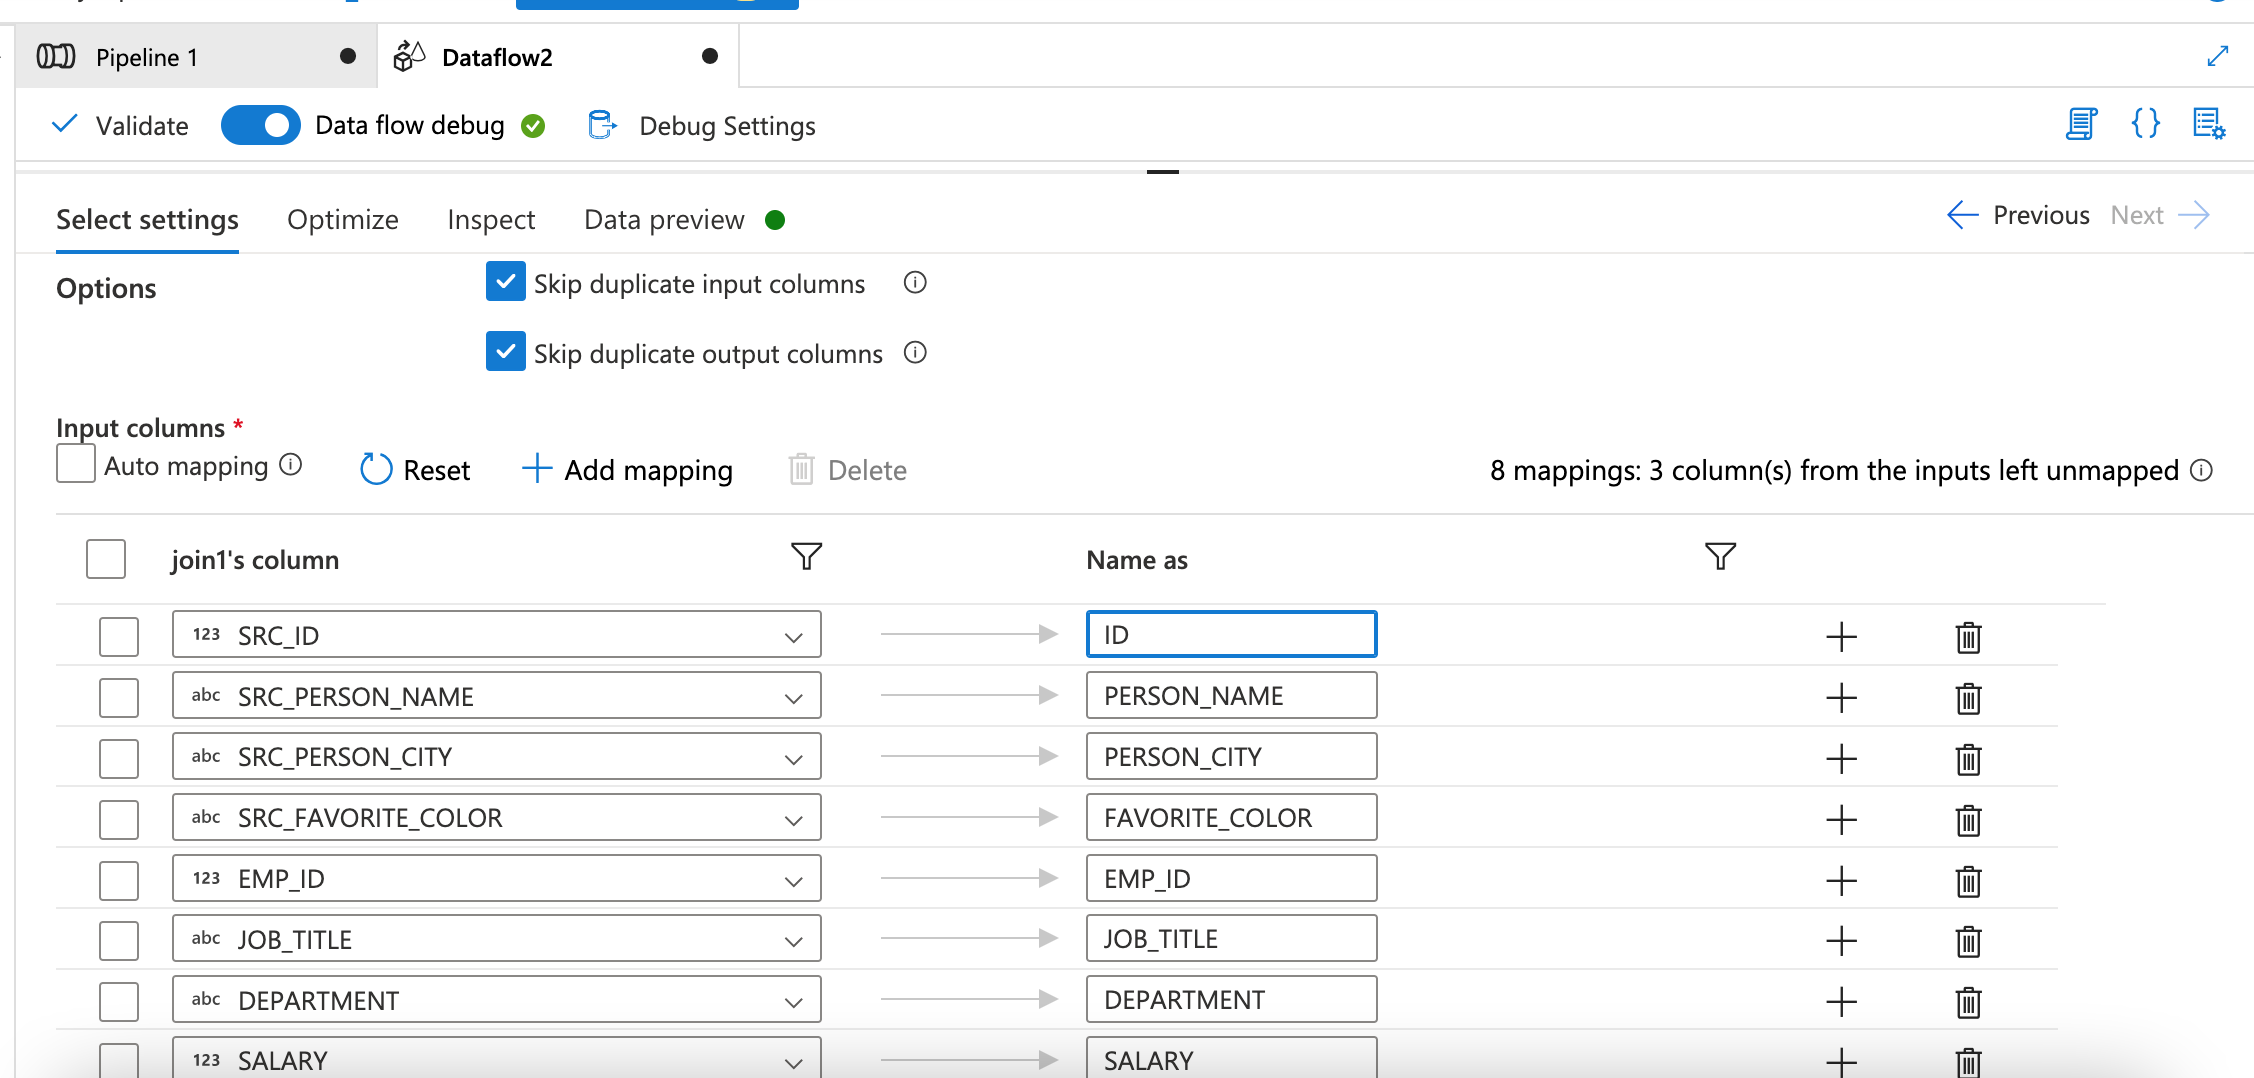 Pipeline 1
Dataflow2
Validate
Data flow debug
Debug Settings
{}
Select settings
Optimize
Inspect
Data preview
Previous
Next
Options
Skip duplicate input columns
Skip duplicate output columns
Input columns *
Auto mapping
Reset
Add mapping
Delete
8 mappings: 3 column(s) from the inputs left unmapped
join1's column
Name as
123 SRC_ID
ID
abc SRC_PERSON_NAME
PERSON_NAME
abc SRC_PERSON_CITY
PERSON_CITY
abc SRC_FAVORITE_COLOR
FAVORITE_COLOR
123 EMP_ID
EMP_ID
abc JOB_TITLE
JOB_TITLE
abc DEPARTMENT
DEPARTMENT
123 SALARY
SALARY